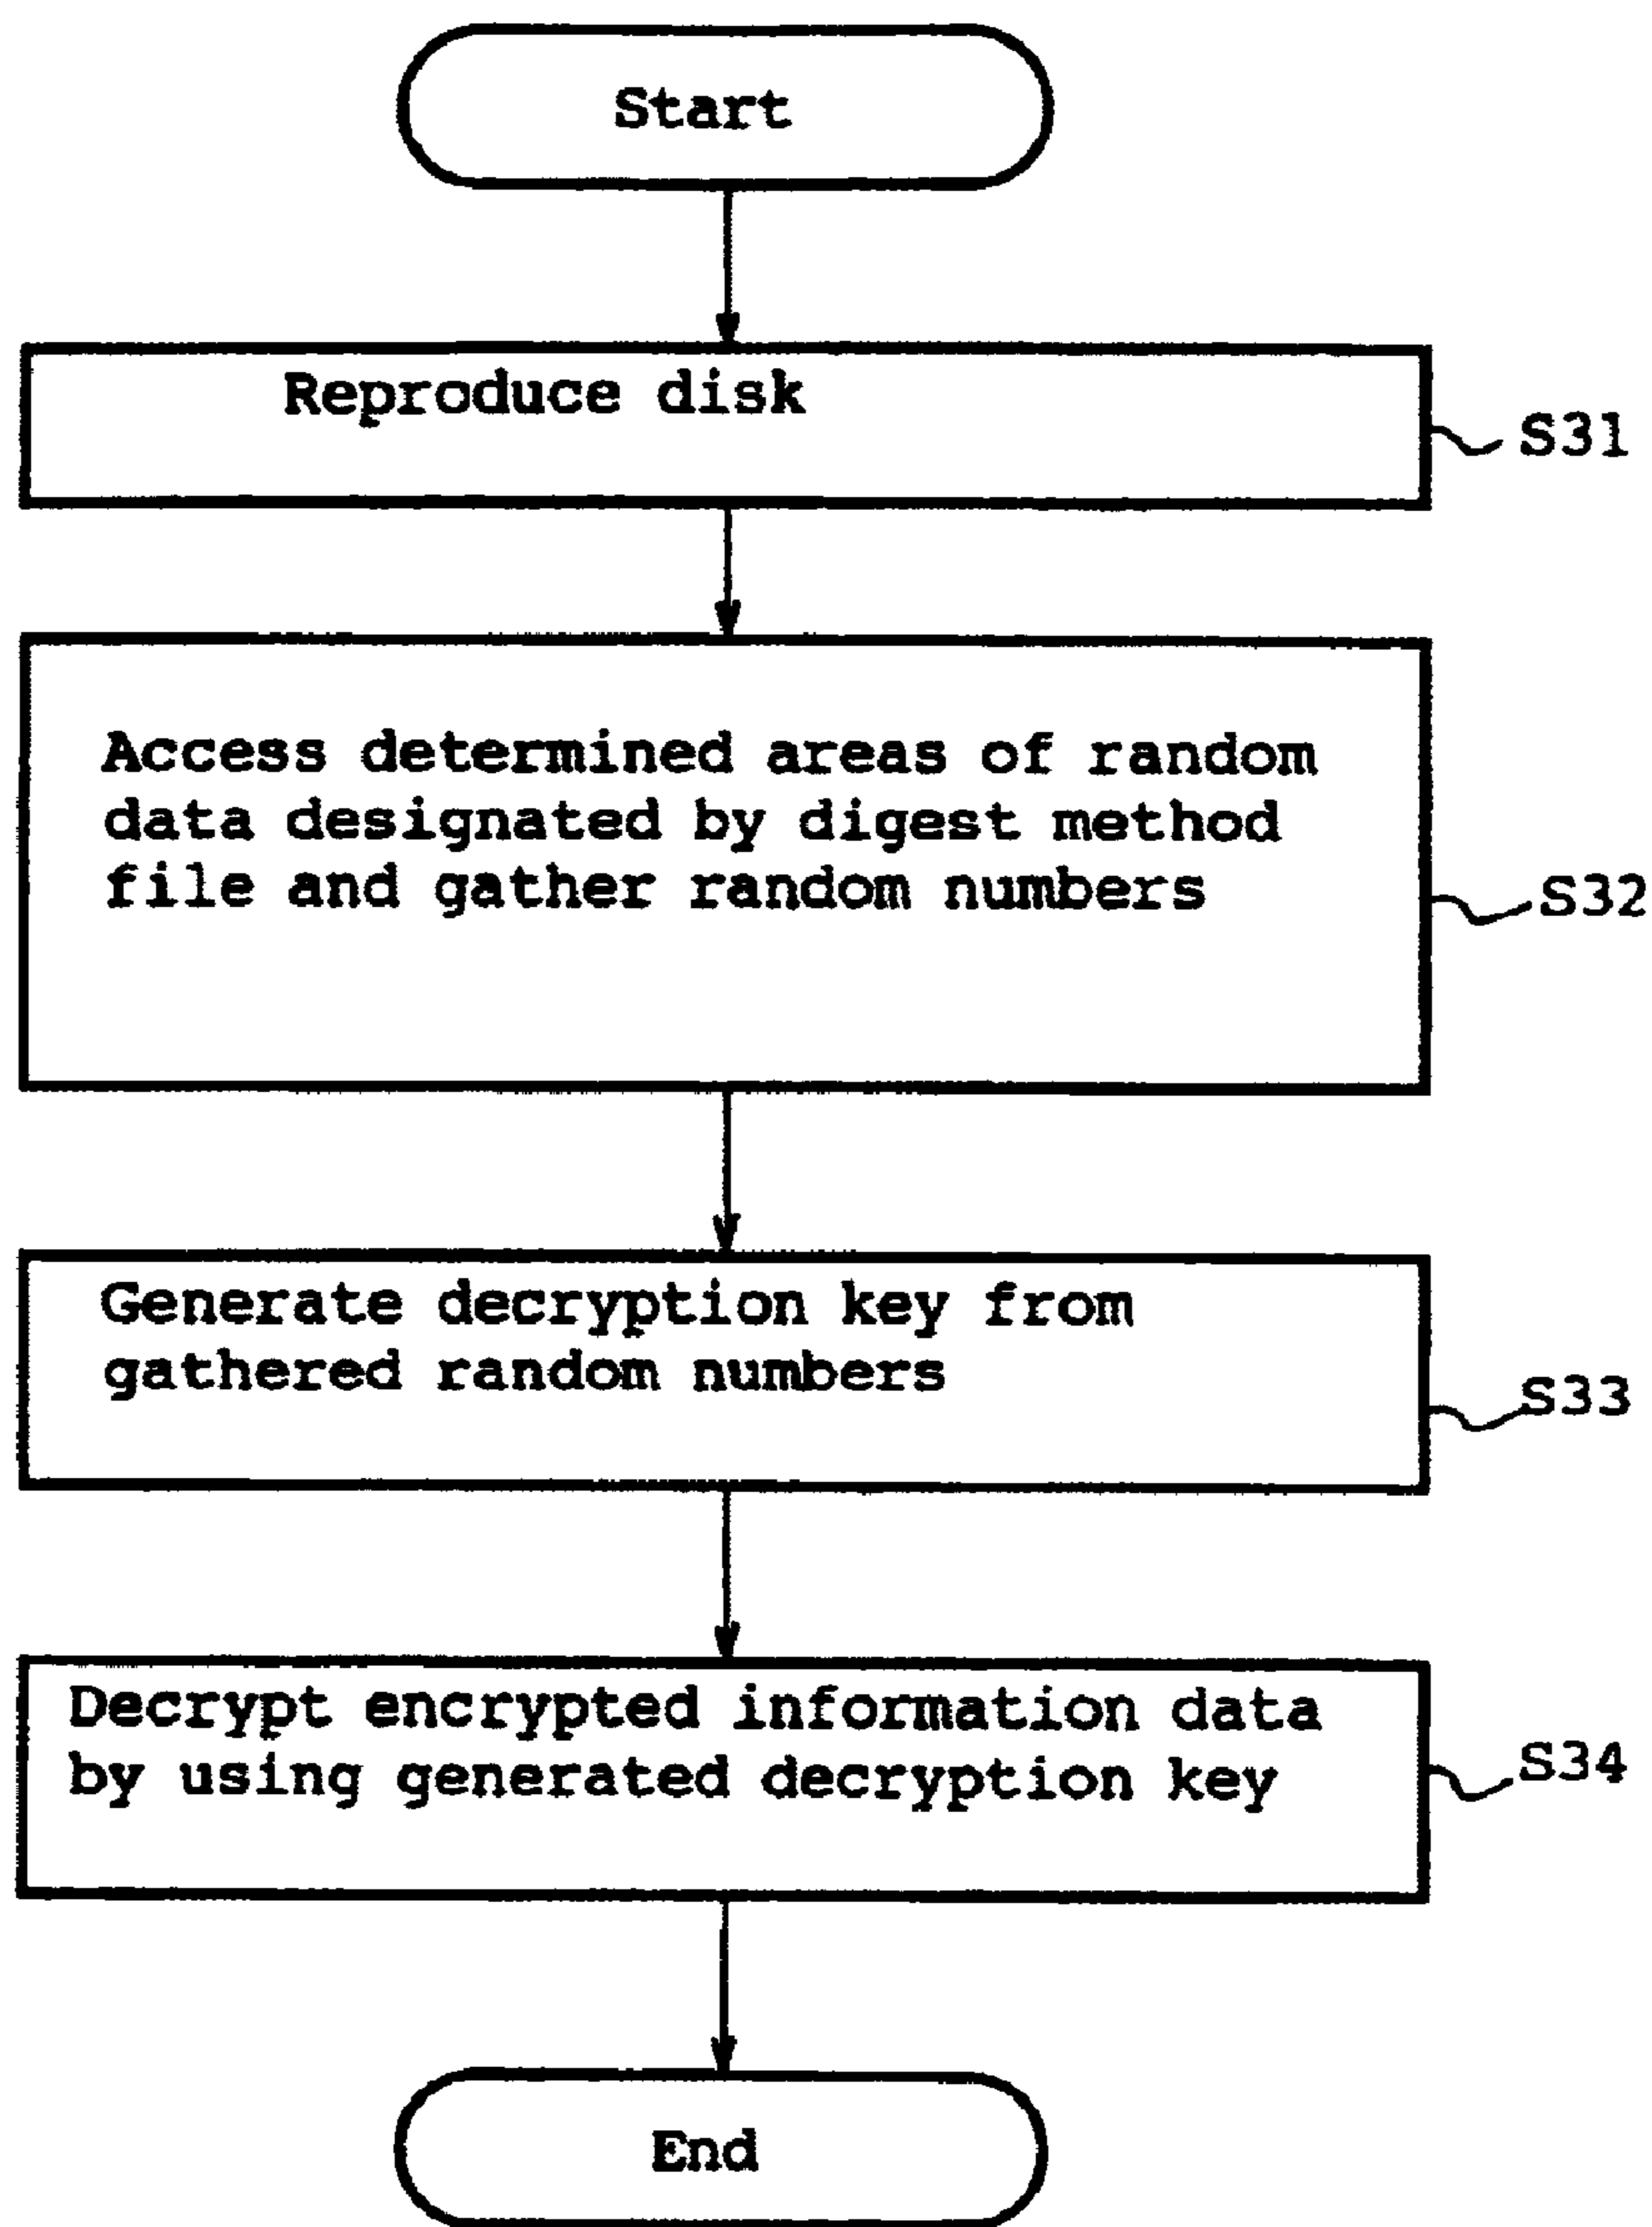 Start
Reproduce disk
S31
Access determined areas of random
data designated by digest method
file and gather random numbers
S32
Generate decryption key from
gathered random numbers
S33
Decrypt encrypted information data
by using generated decryption key
S34
End